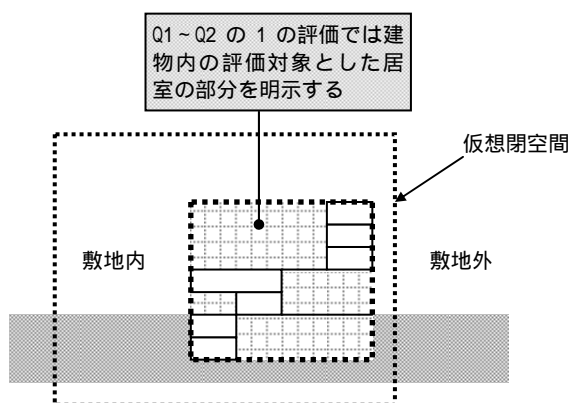 Q1～Q2 の 1 の評価では建
物内の評価対象とした居
室の部分を明示する
仮想閉空間
敷地内
敷地外